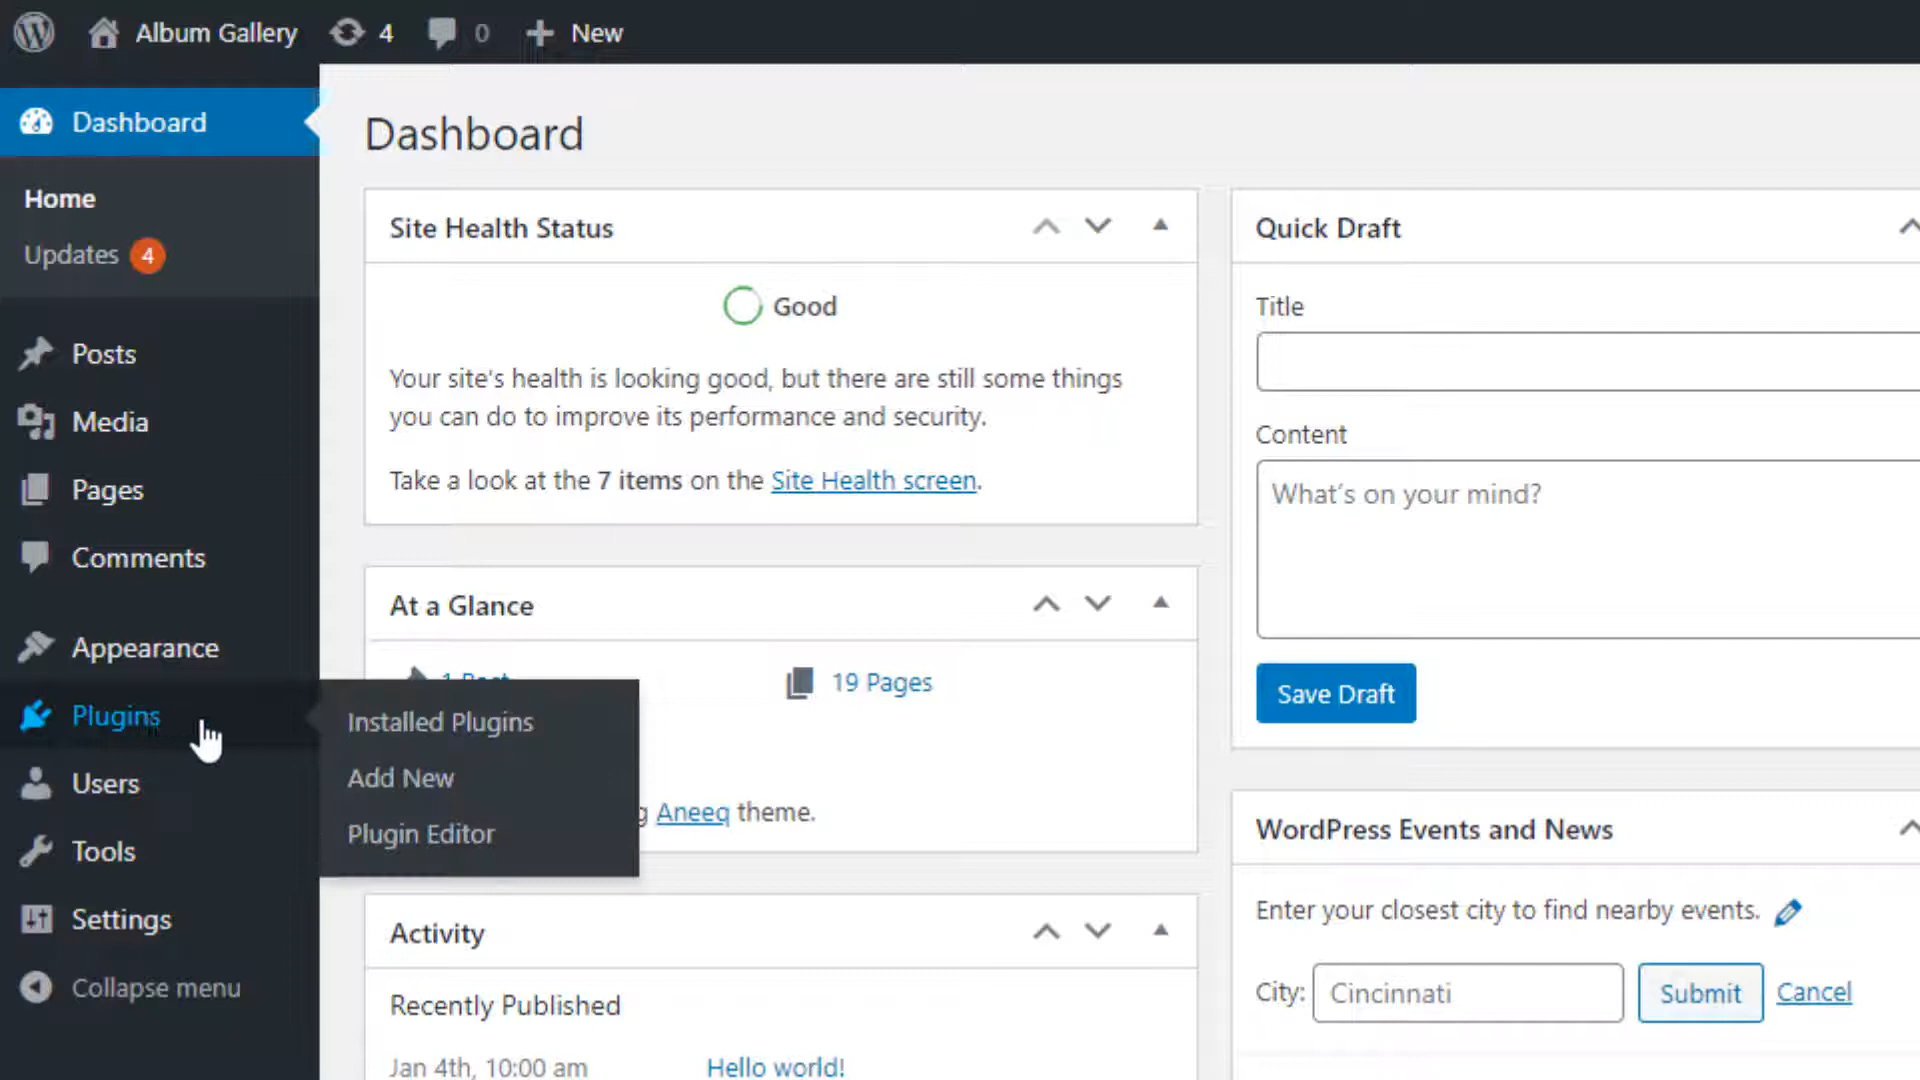 Album Gallery 4 0 New
Dashboard
Home
Updates 4
Posts
Media
Pages
Comments
Appearance
Plugins
Users
Tools
Settings
Collapse menu
Installed Plugins
Add New
Plugin Editor
Dashboard
Site Health Status
Good
Your site's health is looking good, but there are still some things
you can do to improve its performance and security.
Take a look at the 7 items on the Site Health screen.
At a Glance
1 Post
19 Pages
Aneeq theme.
Activity
Recently Published
Jan 4th, 10:00 am Hello world!
Quick Draft
Title
Content
What's on your mind?
Save Draft
WordPress Events and News
Enter your closest city to find nearby events.
City: Cincinnati Submit Cancel